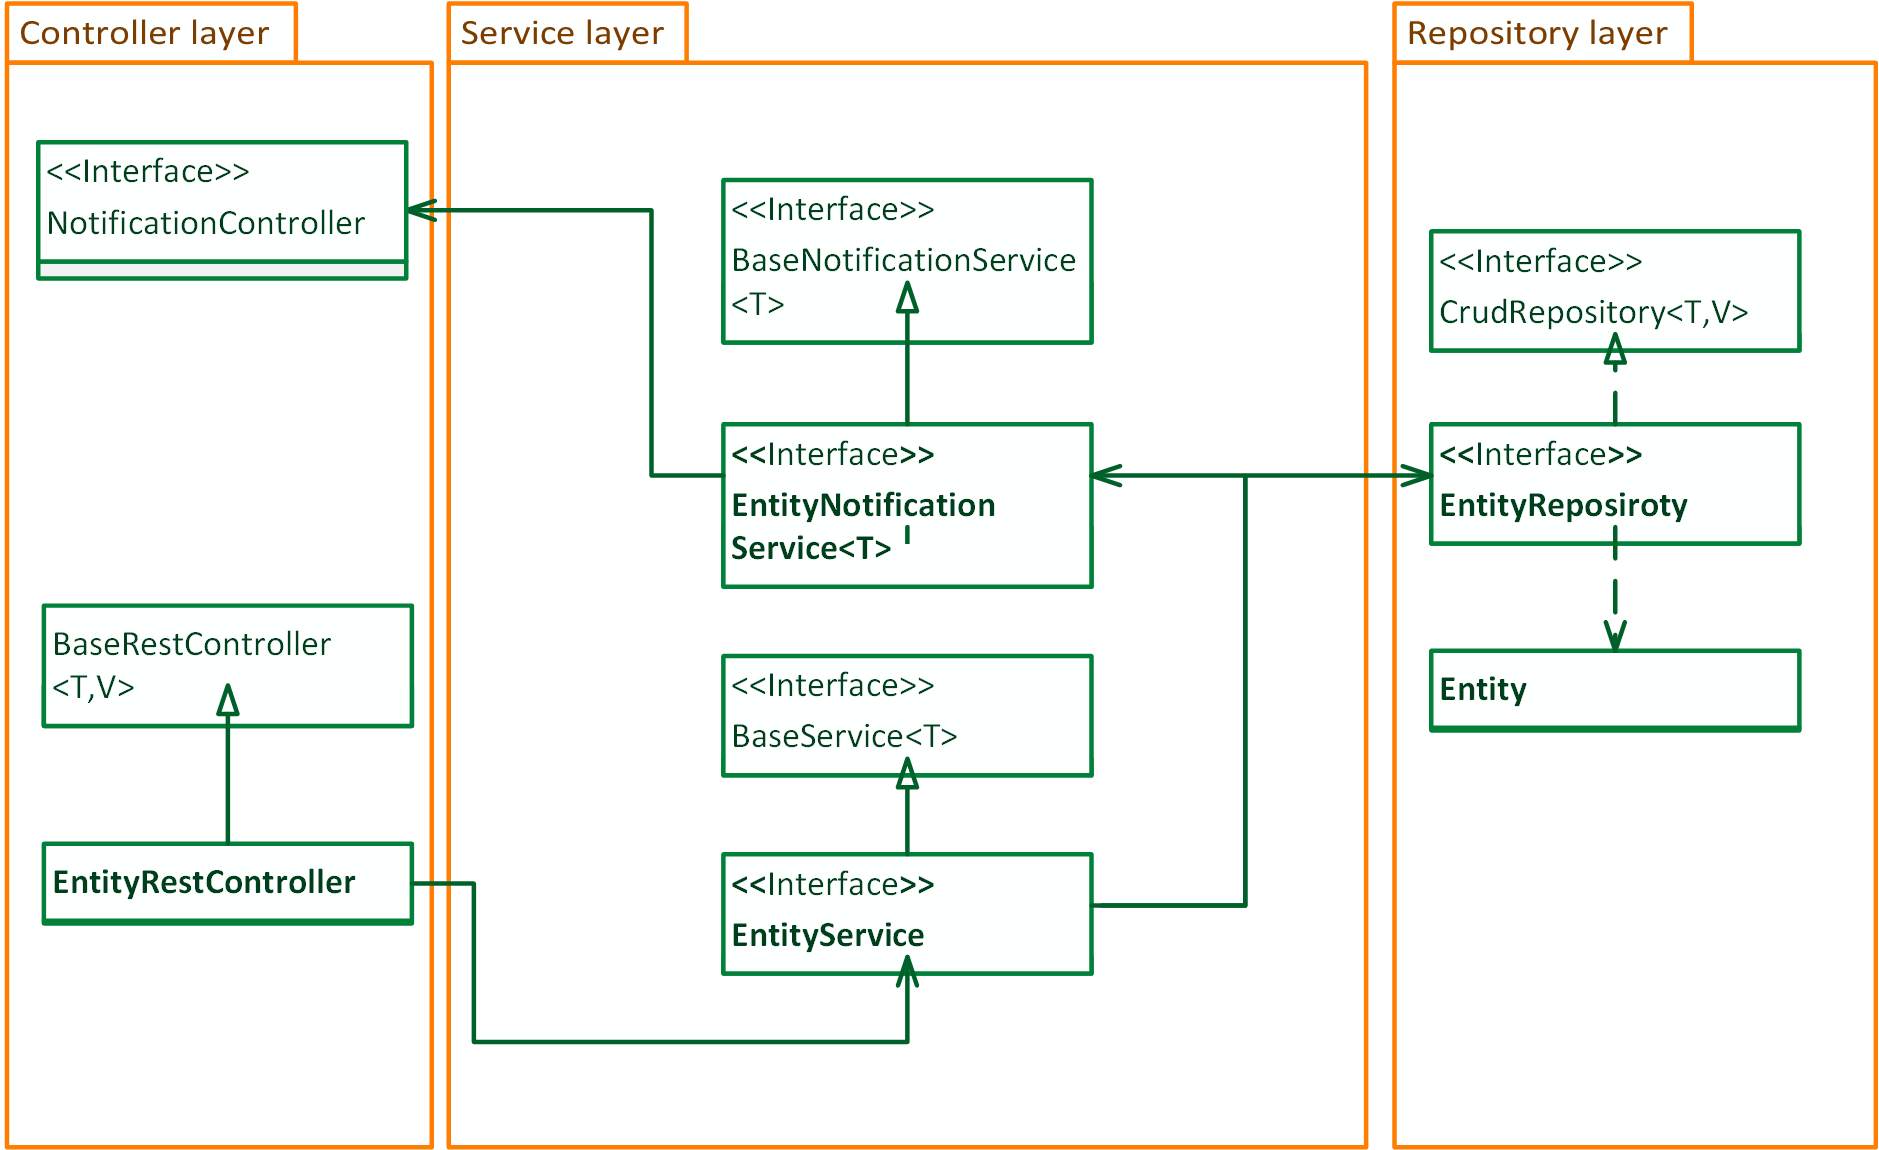 Controller layer
<<Interface>>
NotificationController
BaseRestController
<T,V>
EntityRestController
Service layer
<<Interface>>
BaseNotificationService
<T>
<<Interface>>
EntityNotification
Service<T>
<<Interface>>
BaseService<T>
<<Interface>>
EntityService
Repository layer
<<Interface>>
CrudRepository<T,V>
<<Interface>>
EntityReposiroty
Entity